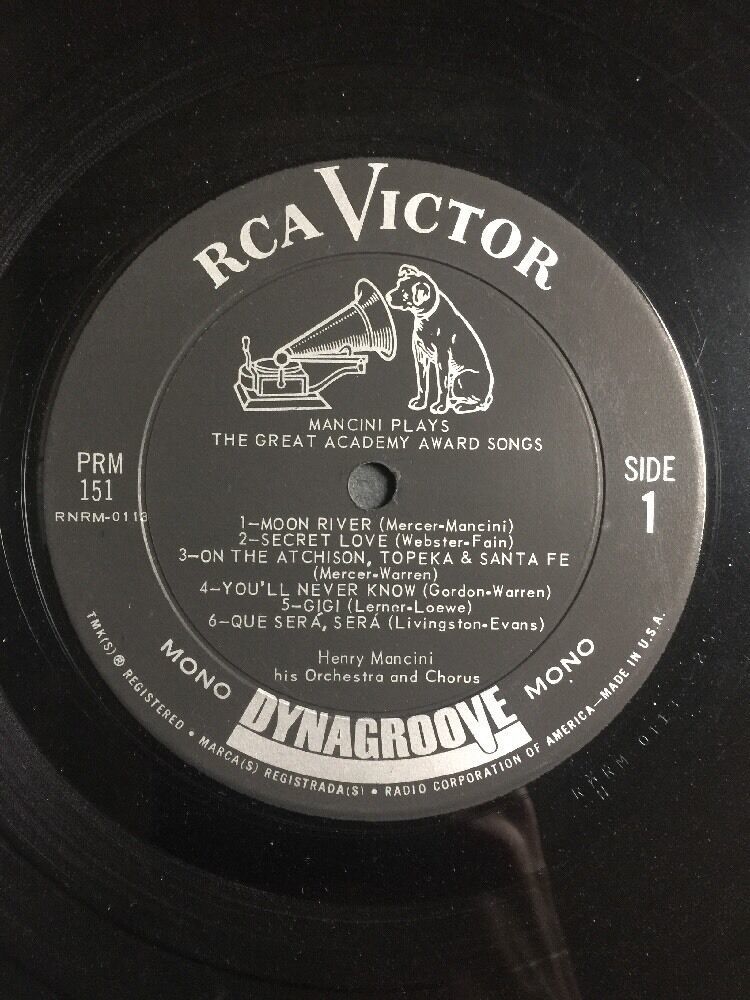 RCA VICTOR
MANCINI PLAYS
THE GREAT ACADEMY AWARD SONGS
PRM
151
RNRM-0113
SIDE
1
1-MOON RIVER (Mercer-Mancini)
2-SECRET LOVE (Webster-Fain)
3-ON THE ATCHISON, TOPEKA & SANTA FE
(Mercer-Warren)
4-YOU'LL NEVER KNOW (Gordon-Warren)
5-GIGI (Lerner-Loewe)
6-QUE SERÁ, SERÁ (Livingston-Evans)
Henry Mancini
his Orchestra and Chorus
MONO DYNAGROOVE MONO
TMK(S)® REGISTERED • MARCA(S) REGISTRADA(S) • RADIO CORPORATION OF AMERICA—MADE IN U.S.A.
RNRM 0113